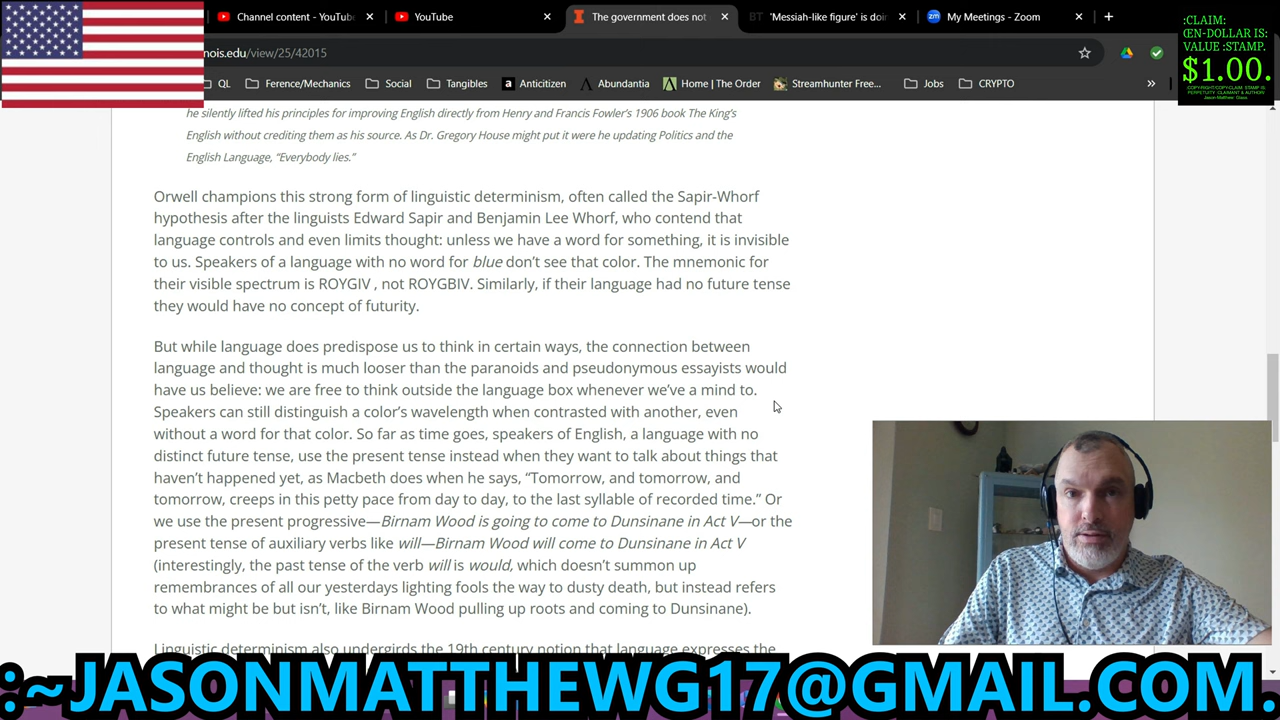 Channel content - YouTub
YouTube
The government does not
'Messiah-like figure' is doi
My Meetings - Zoom
nois.edu/view/25/42015
QL
Ference/Mechanics
Social
Tangible
Anticitizen
Abundantia
Home | The Order
Streamhunter Free...
Jobs
CRYPTO
:CLAIM:
ŒN-DOLLAR IS:
VALUE :STAMP.
$1.00.
he silently lifted his principles for improving English directly from Henry and Francis Fowler's 1906 book The King's
English without crediting them as his source. As Dr. Gregory House might put it were he updating Politics and the
English Language, "Everybody lies."
Orwell champions this strong form of linguistic determinism, often called the Sapir-Whorf
hypothesis after the linguists Edward Sapir and Benjamin Lee Whorf, who contend that
language controls and even limits thought: unless we have a word for something, it is invisible
to us. Speakers of a language with no word for blue don't see that color. The mnemonic for
their visible spectrum is ROYGIV , not ROYGBIV. Similarly, if their language had no future tense
they would have no concept of futurity.
But while language does predispose us to think in certain ways, the connection between
language and thought is much looser than the paranoids and pseudonymous essayists would
have us believe: we are free to think outside the language box whenever we've a mind to.
Speakers can still distinguish a color's wavelength when contrasted with another, even
without a word for that color. So far as time goes, speakers of English, a language with no
distinct future tense, use the present tense instead when they want to talk about things that
haven't happened yet, as Macbeth does when he says, "Tomorrow, and tomorrow, and
tomorrow, creeps in this petty pace from day to day, to the last syllable of recorded time." Or
we use the present progressive—Birnam Wood is going to come to Dunsinane in Act V—or the
present tense of auxiliary verbs like will—Birnam Wood will come to Dunsinane in Act V
(interestingly, the past tense of the verb will is would, which doesn't summon up
remembrances of all our yesterdays lighting fools the way to dusty death, but instead refers
to what might be but isn't, like Birnam Wood pulling up roots and coming to Dunsinane).
Linguistic determinism also undergirds the 19th century notion that language expresses the
:~JASONMATTHEWG17@GMAIL.COM.